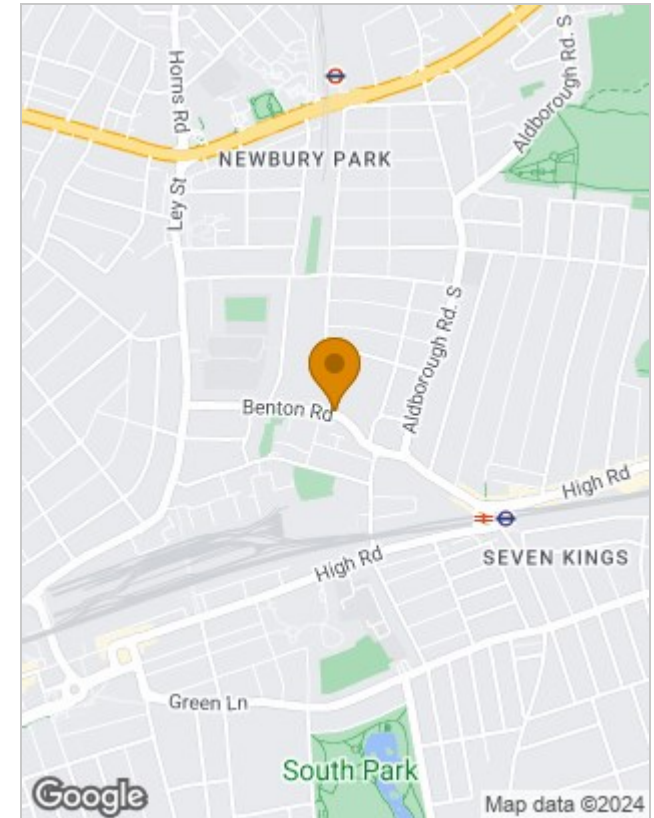 Horns Rd
Aldborough Rd. S
NEWBURY PARK
Ley St
Aldborough Rd. S
Benton Rd
High Rd
SEVEN KINGS
High Rd
Green Ln
South Park
Google
Map data ©2024